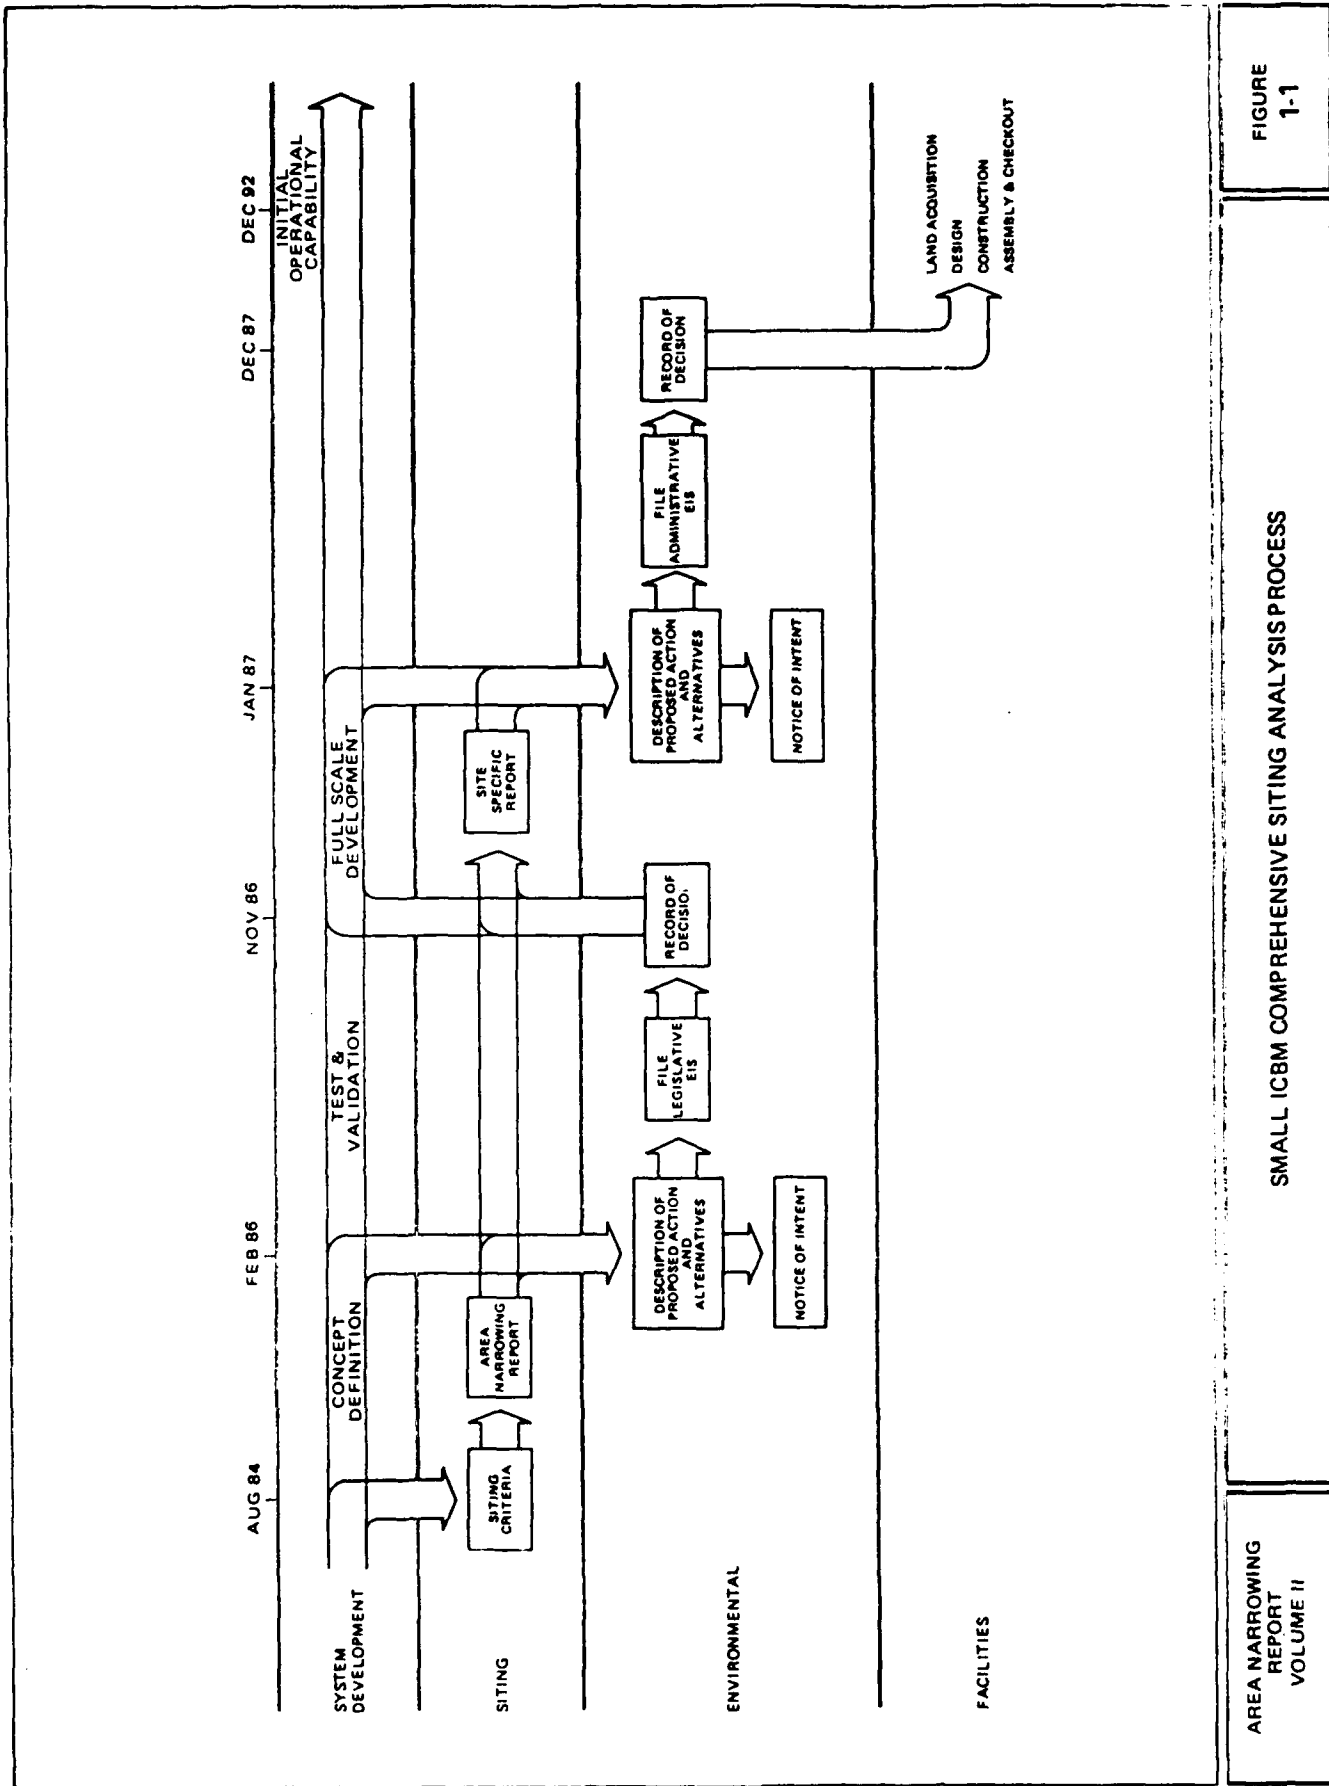 AUG 84
FEB 86
NOV 86
JAN 87
DEC 87
DEC 92
SYSTEM
DEVELOPMENT
CONCEPT
DEFINITION
TEST &
VALIDATION
FULL SCALE
DEVELOPMENT
INITIAL
OPERATIONAL
CAPABILITY
SITING
SITING
CRITERIA
AREA
NARROWING
REPORT
SITE
SPECIFIC
REPORT
ENVIRONMENTAL
DESCRIPTION OF
PROPOSED ACTION
AND
ALTERNATIVES
NOTICE OF INTENT
FILE
LEGISLATIVE
EIS
RECORD OF
DECISION
DESCRIPTION OF
PROPOSED ACTION
AND
ALTERNATIVES
NOTICE OF INTENT
FILE
ADMINISTRATIVE
EIS
RECORD OF
DECISION
FACILITIES
LAND ACQUISITION
DESIGN
CONSTRUCTION
ASSEMBLY & CHECKOUT
AREA NARROWING
REPORT
VOLUME II
SMALL ICBM COMPREHENSIVE SITING ANALYSIS PROCESS
FIGURE
1-1